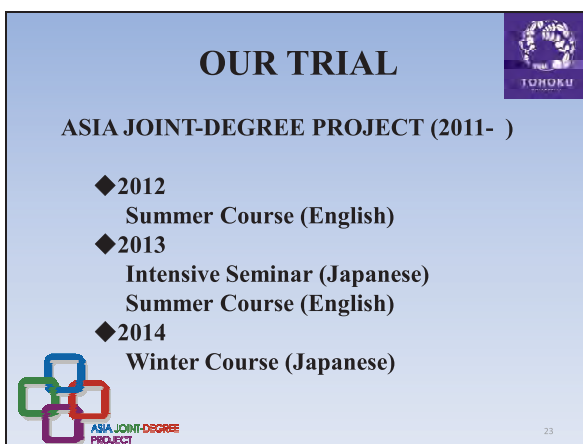 OUR TRIAL
TOHOKU
ASIA JOINT-DEGREE PROJECT (2011- )
◆2012
Summer Course (English)
◆2013
Intensive Seminar (Japanese)
Summer Course (English)
◆2014
Winter Course (Japanese)
ASIA JOINT-DEGREE
PROJECT
23